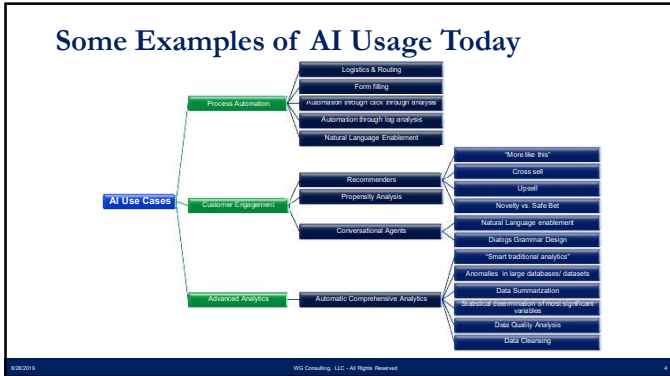 Some Examples of AI Usage Today
AI Use Cases
Process Automation
Logistics & Routing
Form filling
Automation through click through analysis
Automation through log analysis
Natural Language Enablement
Customer Engagement
Recommenders
"More like this"
Cross sell
Upsell
Novelty vs. Safe Bet
Propensity Analysis
Conversational Agents
Natural Language enablement
Dialogs Grammar Design
Advanced Analytics
Automatic Comprehensive Analytics
"Smart traditional analytics"
Anomalies in large databases/ datasets
Data Summarization
Statistical determination of most significant
variables
Data Quality Analysis
Data Cleansing
8/28/2019
WG Consulting, LLC - All Rights Reserved
4